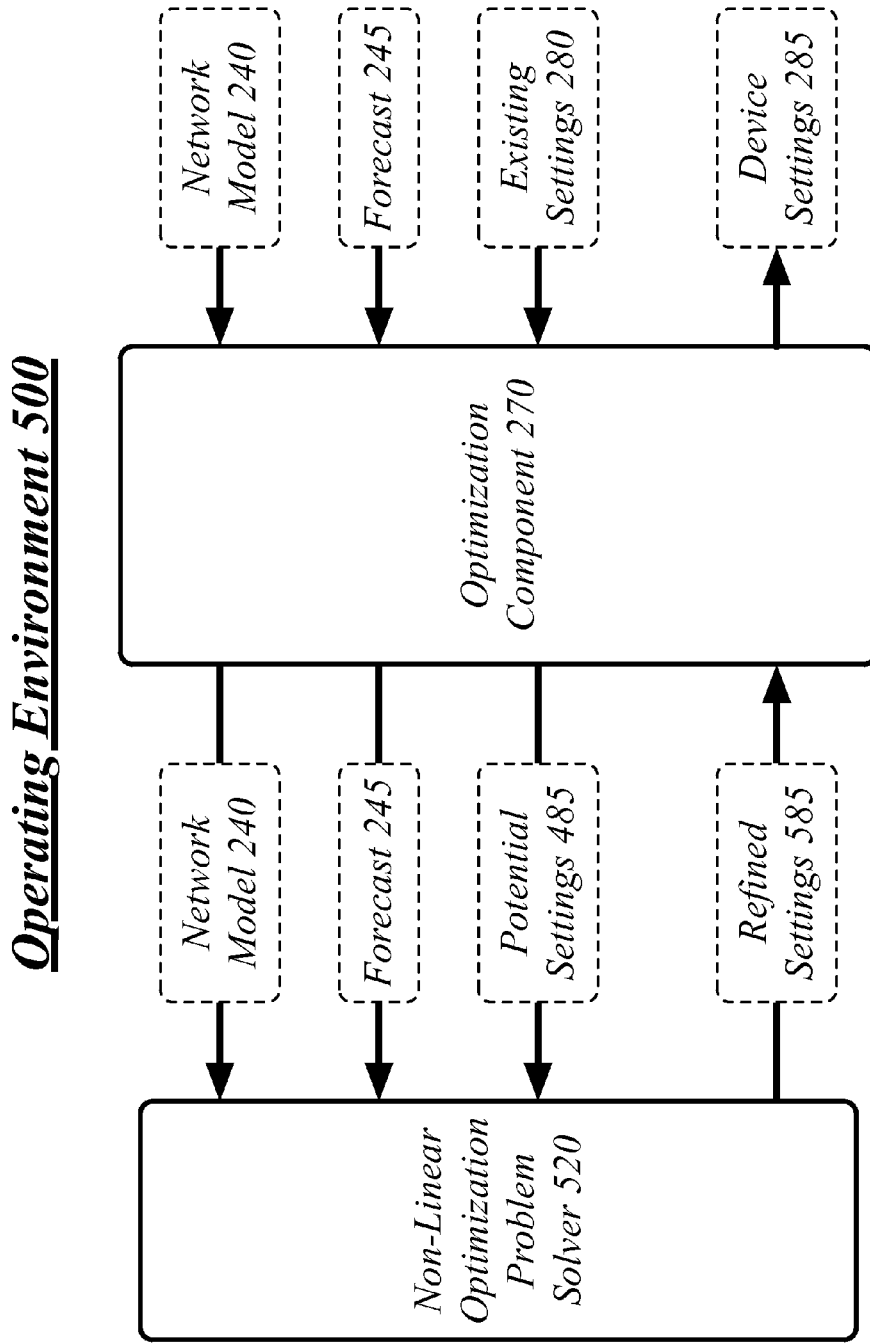 Operating Environment 500
Non-Linear
Optimization
Problem
Solver 520
Network
Model 240
Forecast 245
Potential
Settings 485
Refined
Settings 585
Optimization
Component 270
Network
Model 240
Forecast 245
Existing
Settings 280
Device
Settings 285